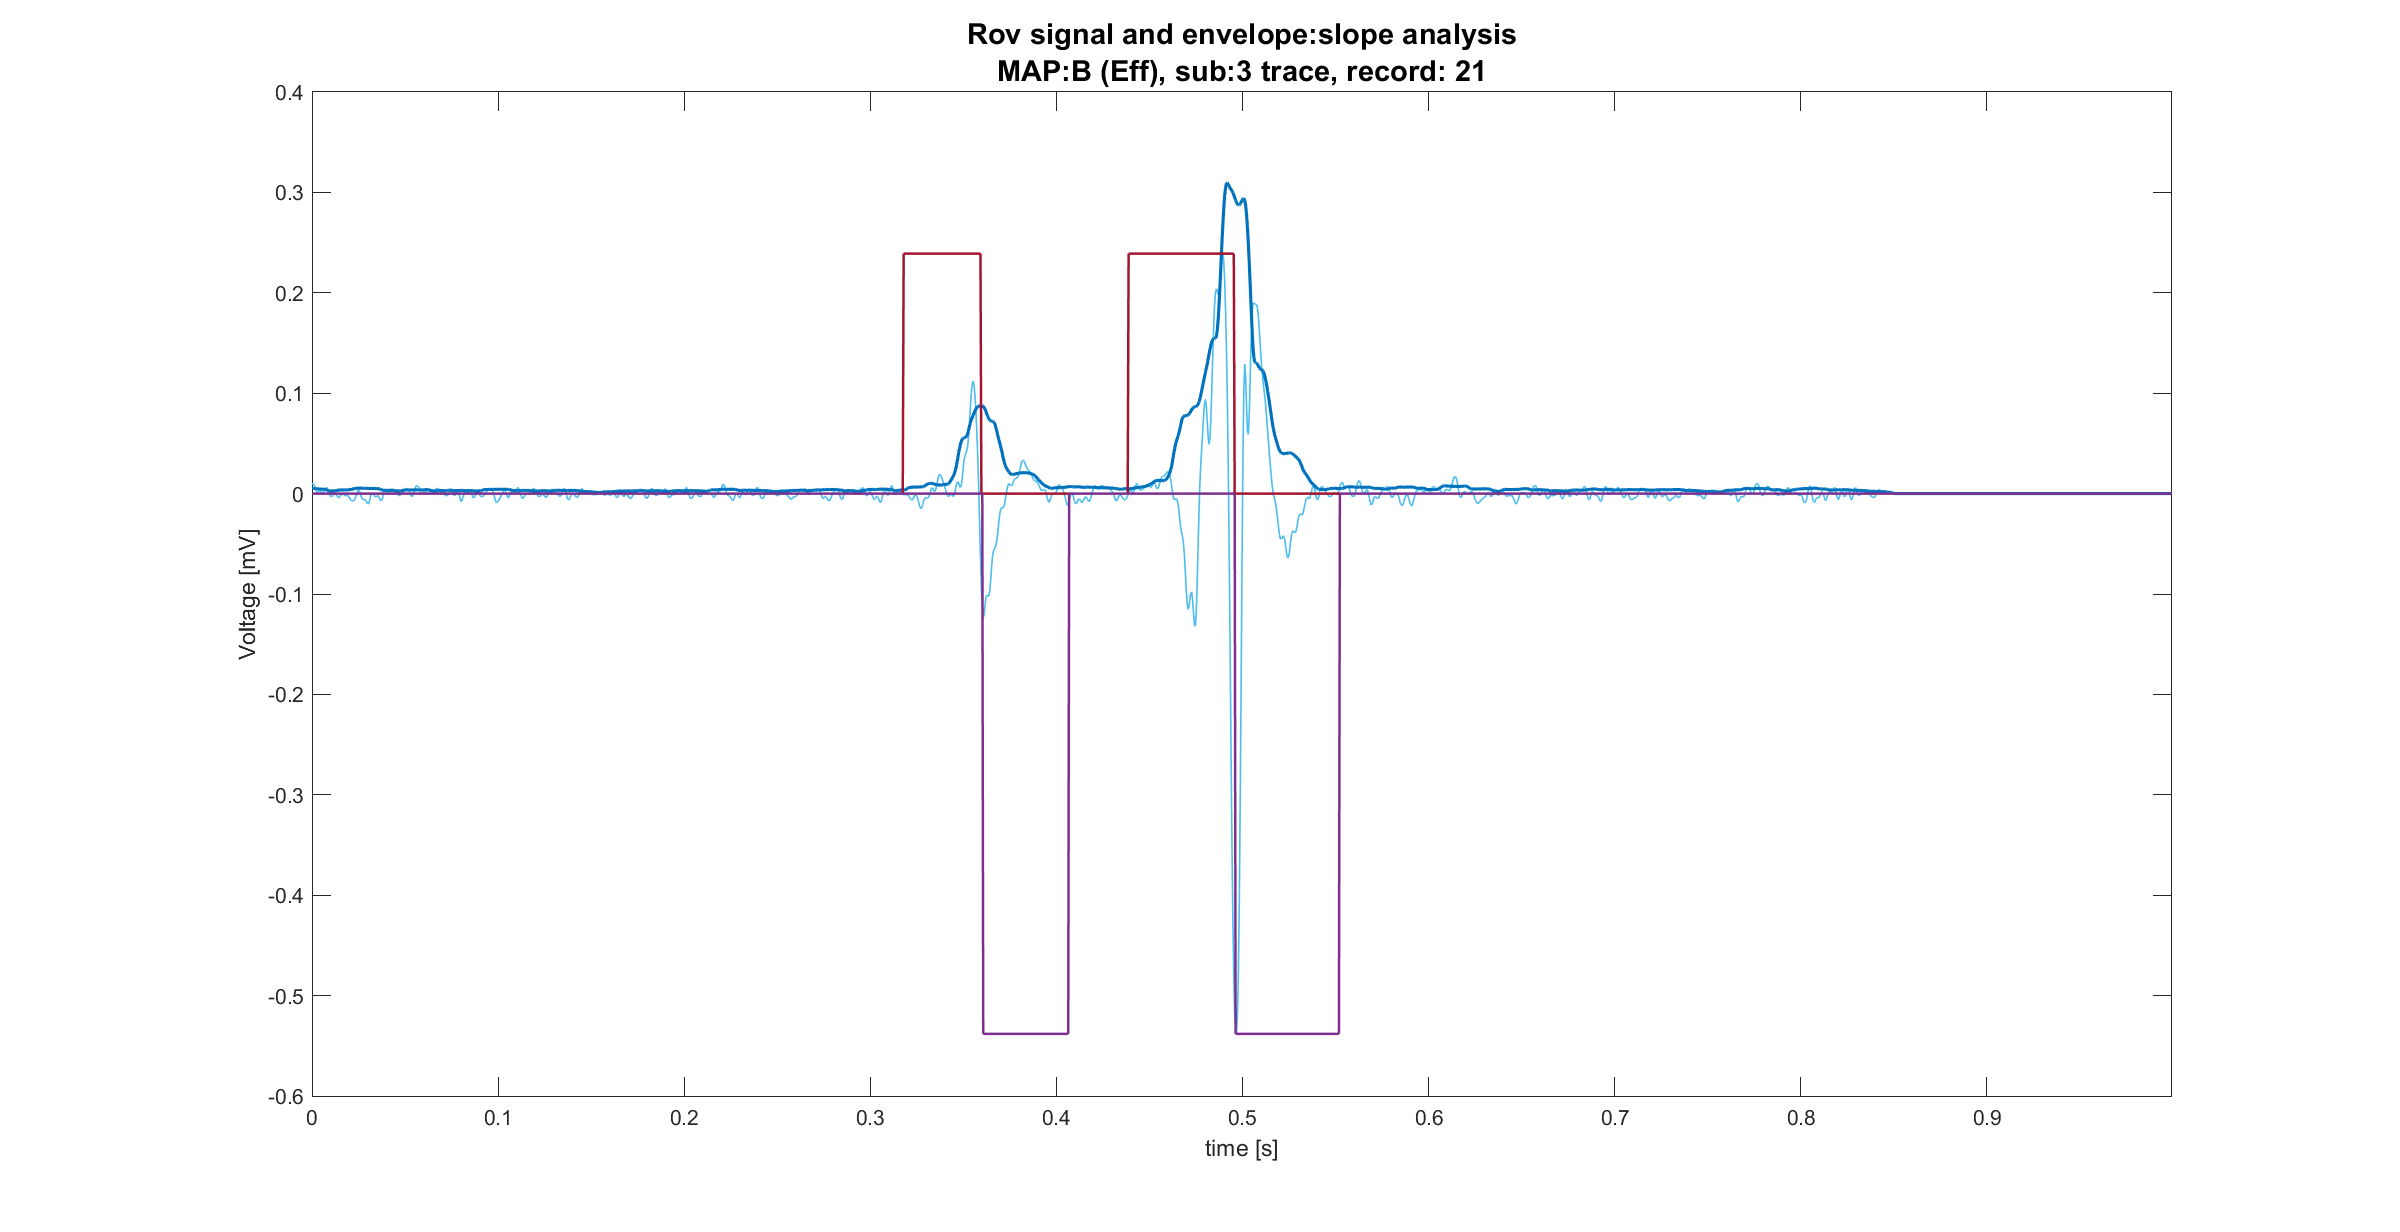 Rov signal and envelope:slope analysis
MAP:B (Eff), sub:3 trace, record: 21
0.4
0.3
0.2
0.1
0
-0.1
-0.2
-0.3
-0.4
-0.5
-0.6
Voltage [mV]
0 0.1 0.2 0.3 0.4 0.5 0.6 0.7 0.8 0.9
time [s]